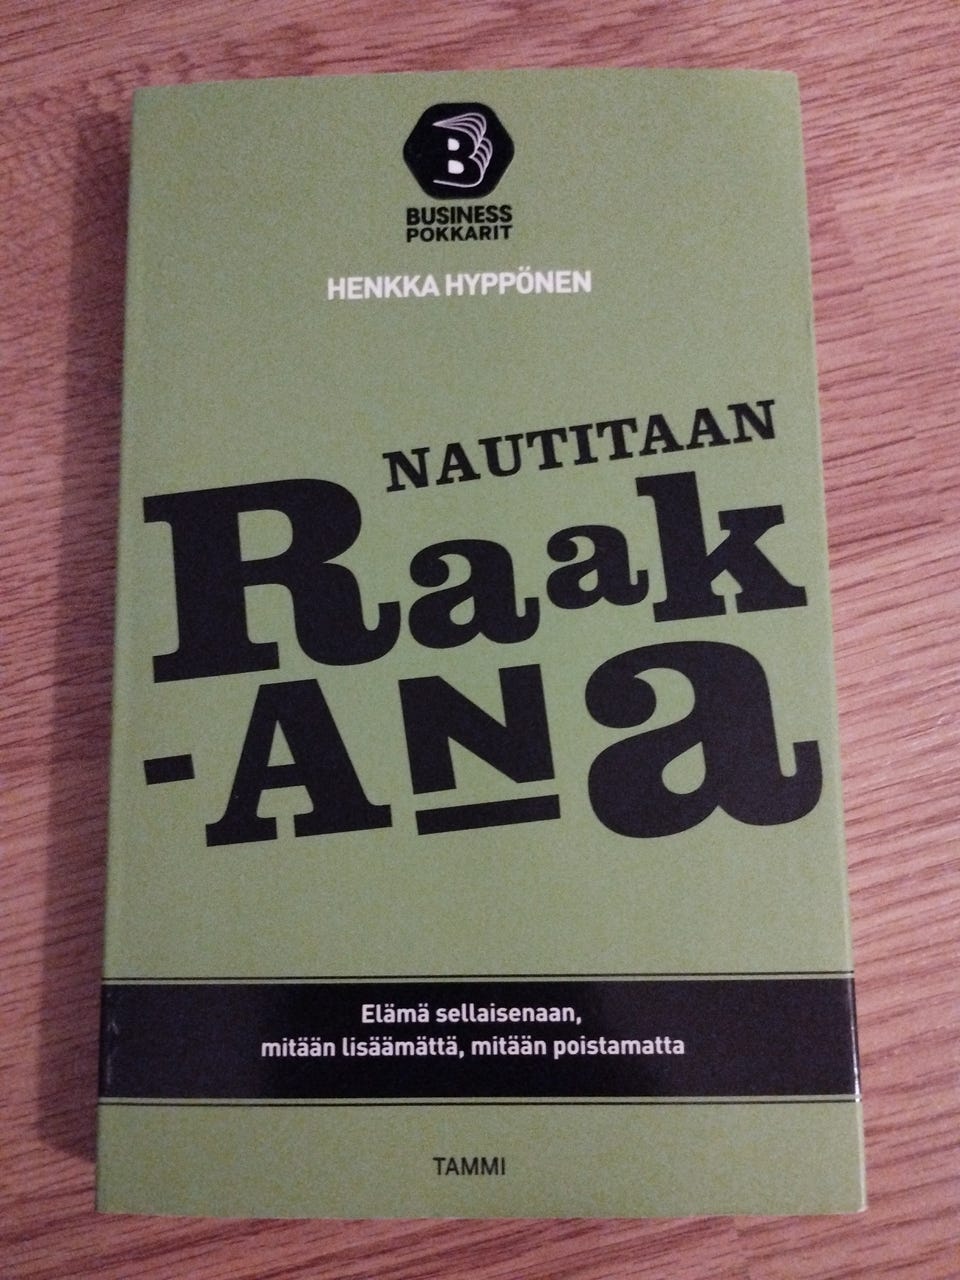 B
BUSINESS
POKKARIT
HENKKA HYPPÖNEN
NAUTITAAN
Raak
-ANa
Elämä sellaisenaan,
mitään lisäämättä, mitään poistamatta
TAMMI